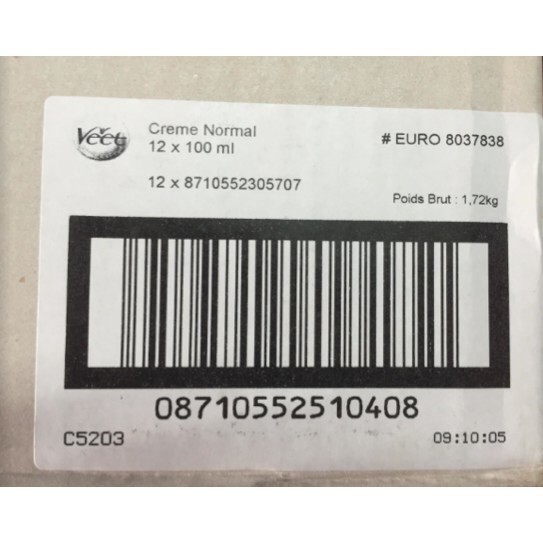 Veet
Creme Normal
12 x 100 ml
# EURO 8037838
12 x 8710552305707
Poids Brut : 1,72kg
08710552510408
C5203
09:10:05